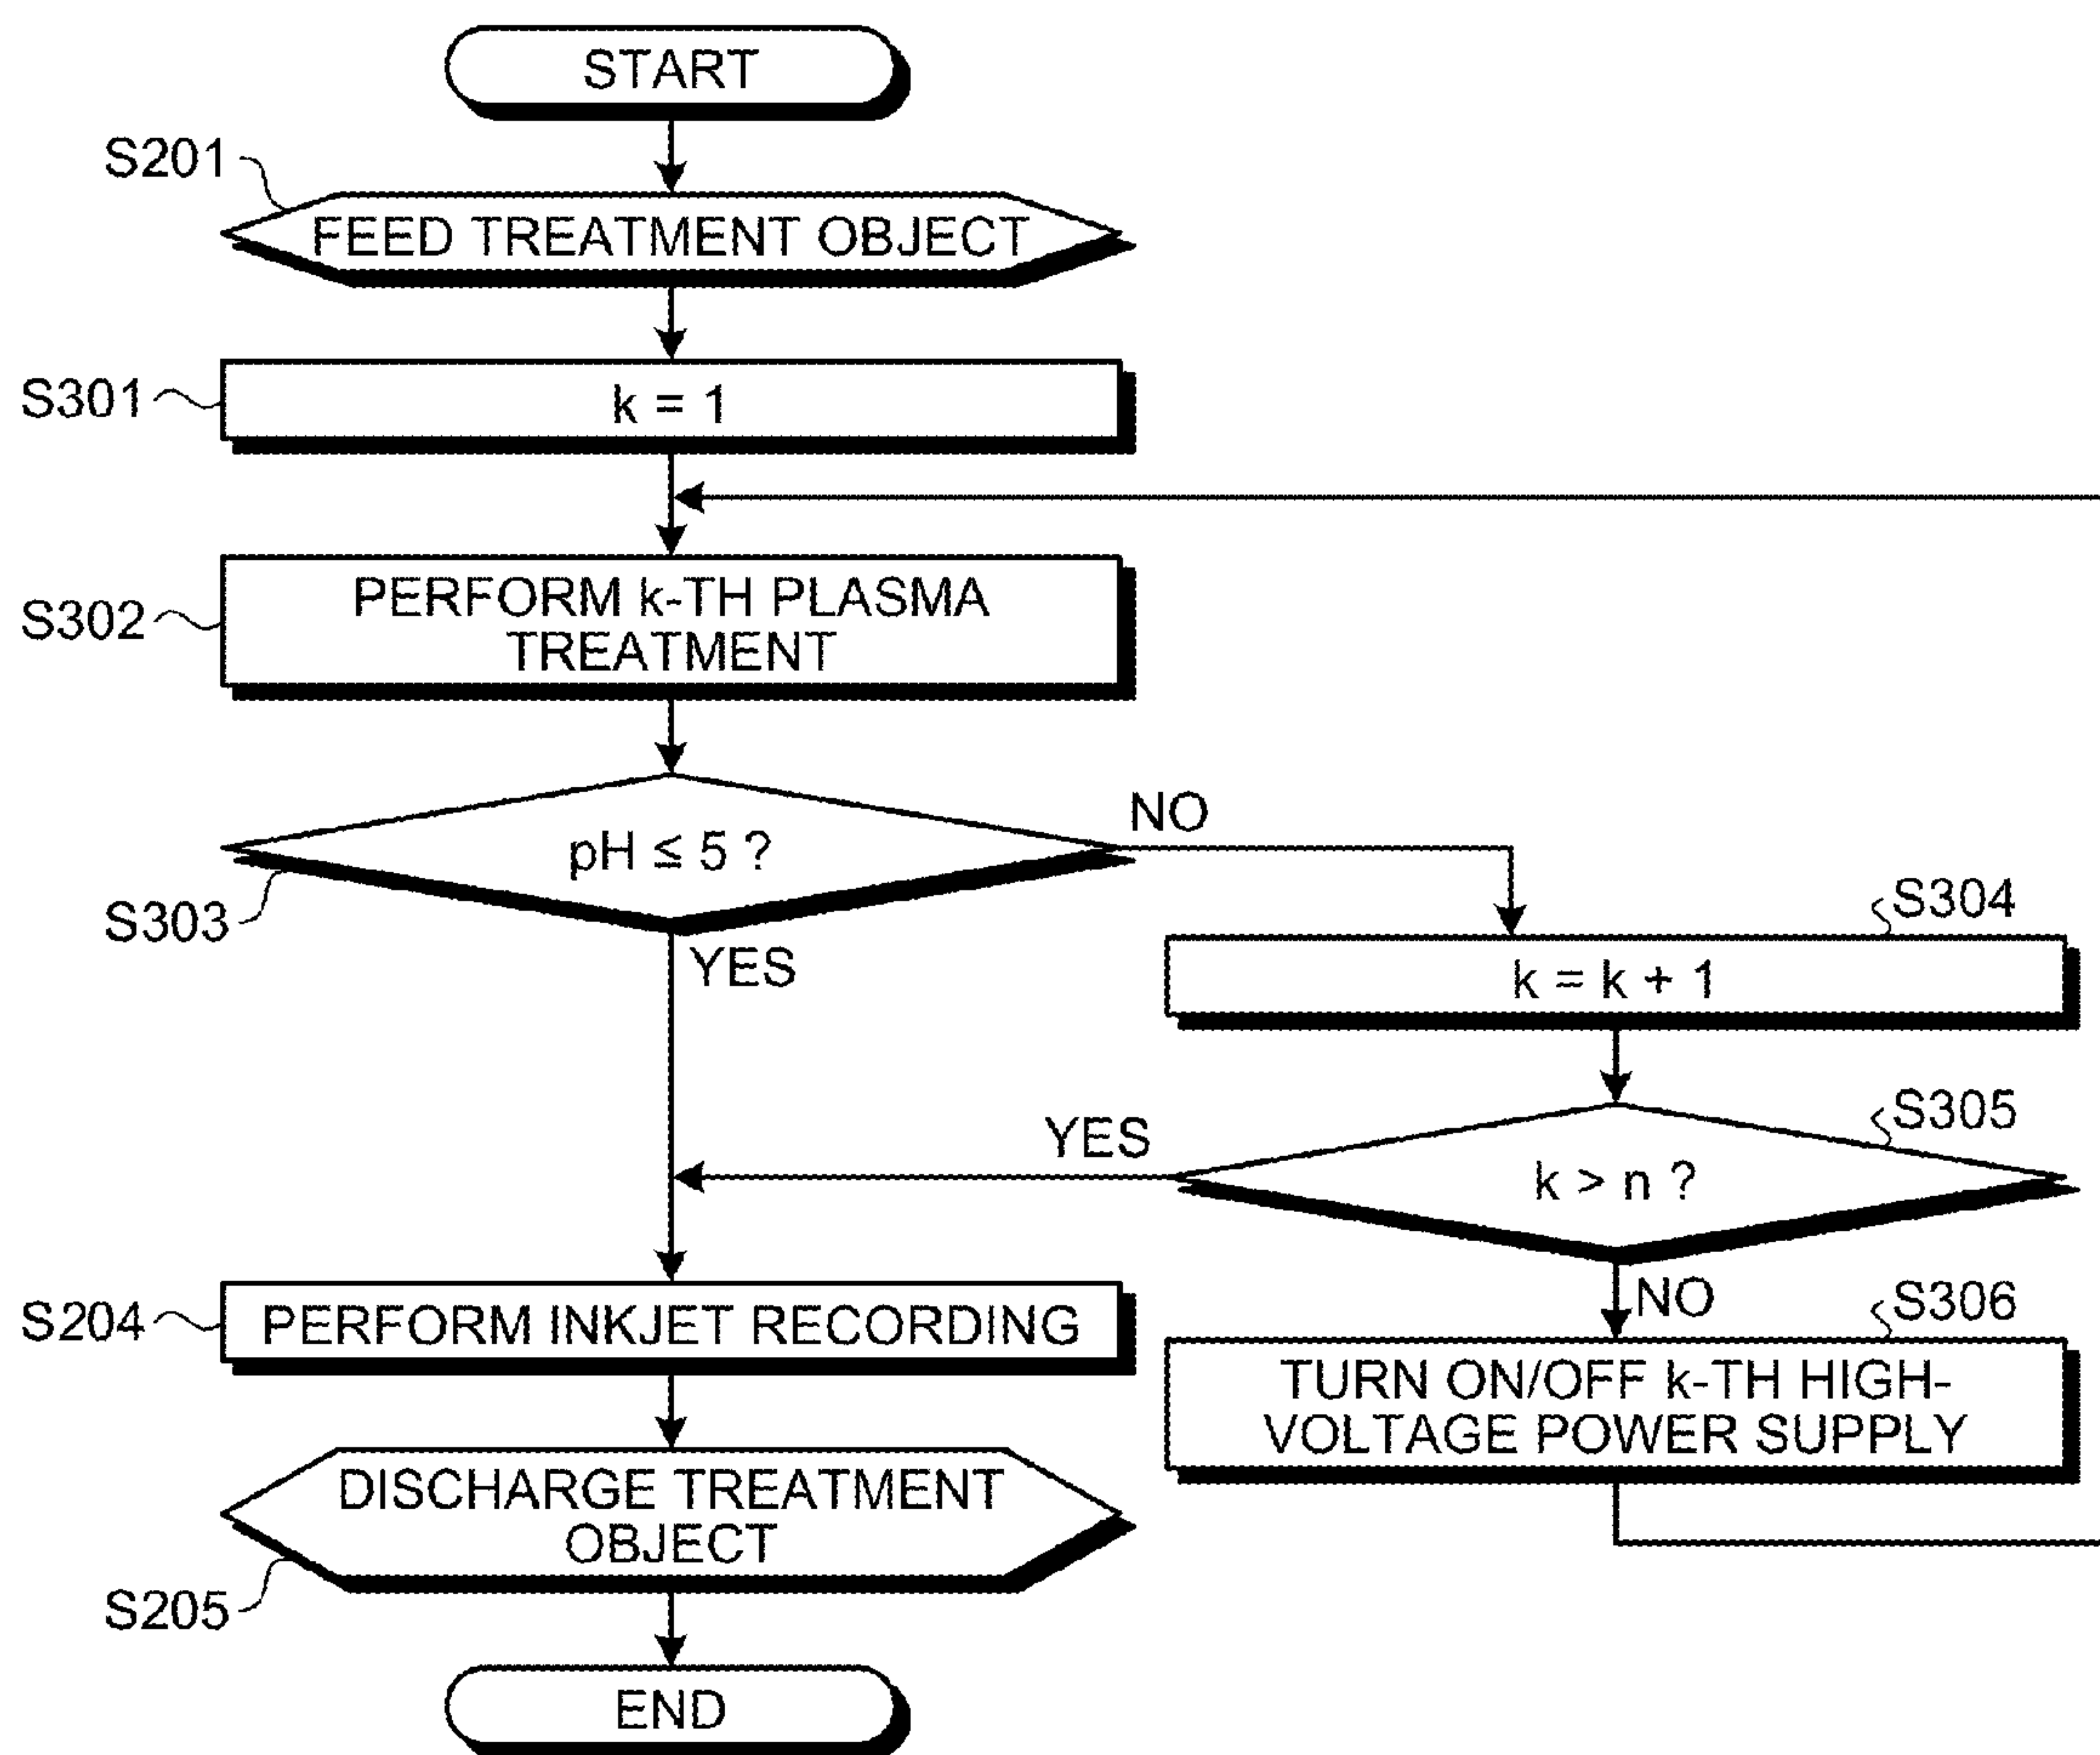 START
S201
FEED TREATMENT OBJECT
S301
k = 1
S302
PERFORM k-TH PLASMA
TREATMENT
pH ≤ 5 ?
NO
S303
YES
S304
k = k + 1
S305
YES
k > n ?
NO
S204
PERFORM INKJET RECORDING
S306
TURN ON/OFF k-TH HIGH-
VOLTAGE POWER SUPPLY
DISCHARGE TREATMENT
OBJECT
S205
END